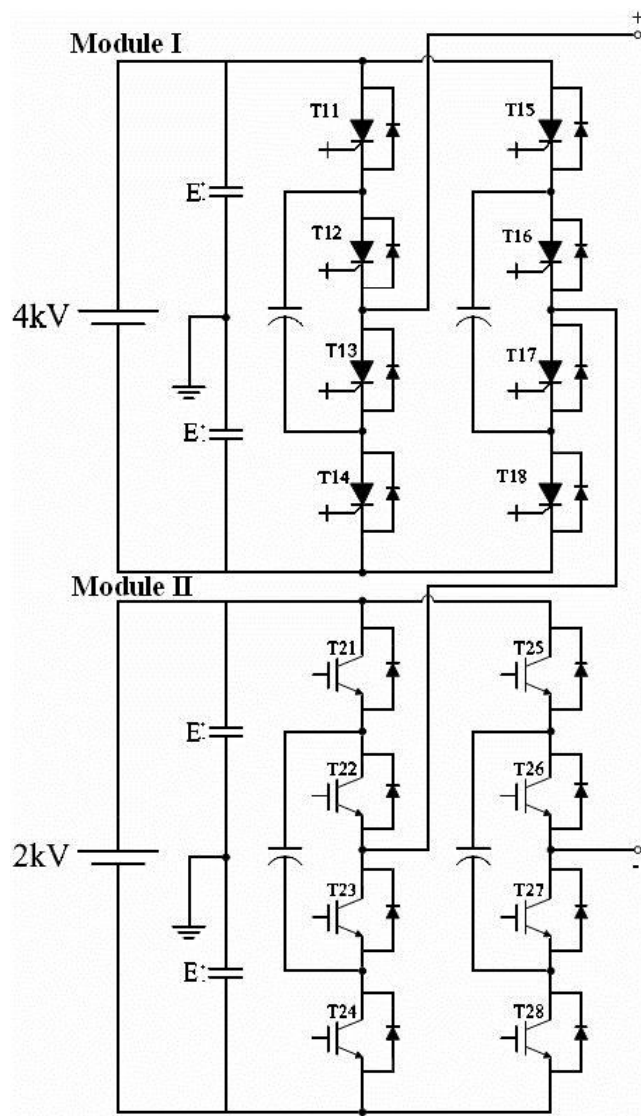 +
Module I
T11
T15
E
T12
T16
4kV
T13
T17
E
T14
T18
Module II
T21
T25
E
T22
T26
2kV
-
T23
T27
E
T24
T28